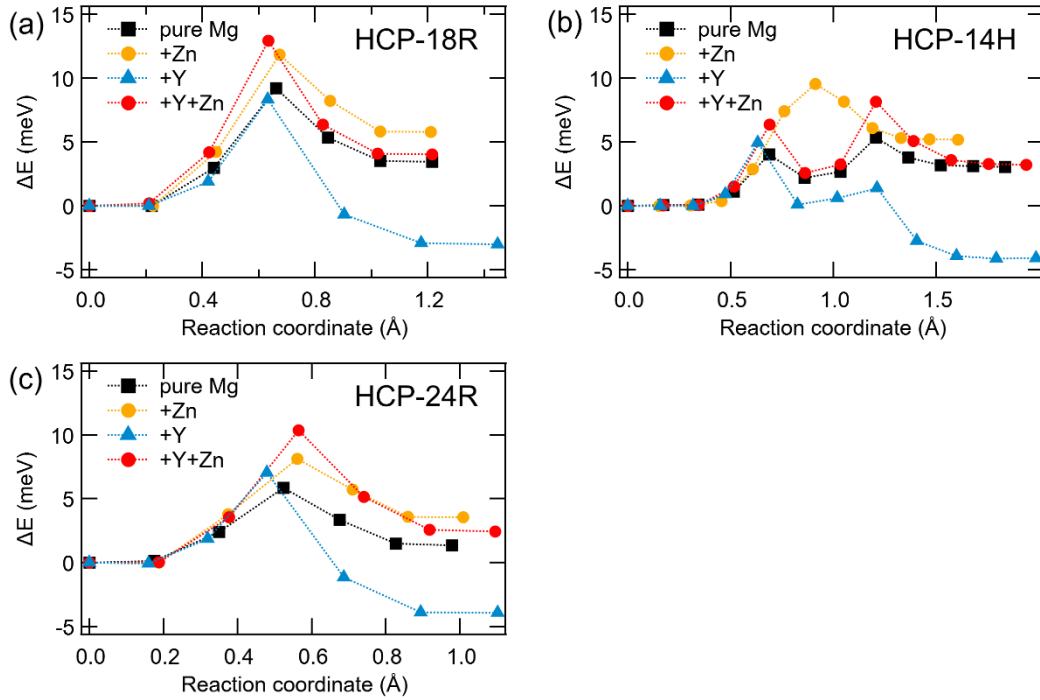 (a)
HCP-18R
pure Mg
+Zn
+Y
+Y+Zn
15
10
5
0
-5
ΔE (meV)
0.0 0.4 0.8 1.2
Reaction coordinate (Å)
(b)
HCP-14H
pure Mg
+Zn
+Y
+Y+Zn
15
10
5
0
-5
ΔE (meV)
0.0 0.5 1.0 1.5
Reaction coordinate (Å)
(c)
HCP-24R
pure Mg
+Zn
+Y
+Y+Zn
15
10
5
0
-5
ΔE (meV)
0.0 0.2 0.4 0.6 0.8 1.0
Reaction coordinate (Å)